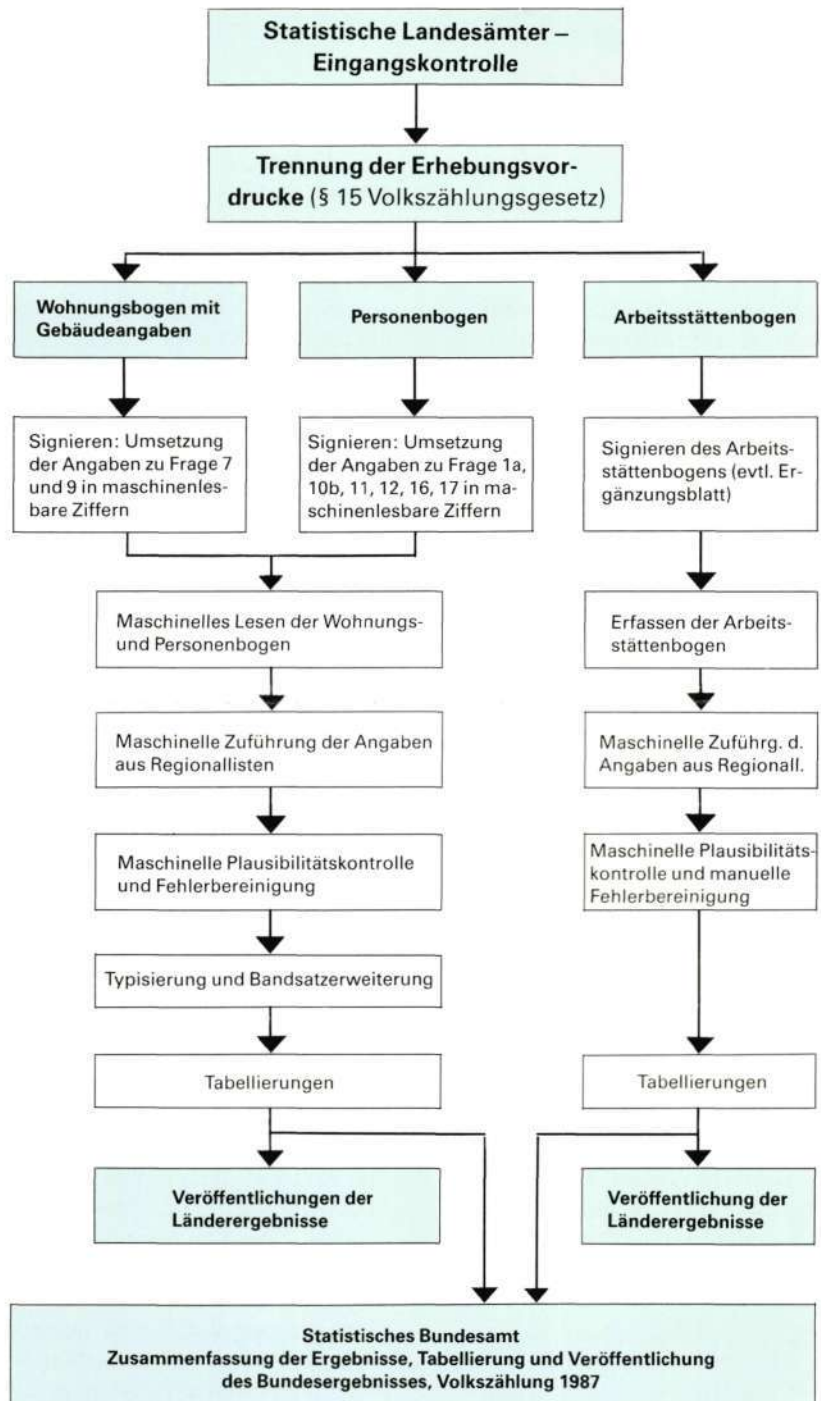 Statistische Landesämter –
Eingangskontrolle
Trennung der Erhebungsvor-
drucke (§ 15 Volkszählungsgesetz)
Wohnungsbogen mit
Gebäudeangaben
Personenbogen
Arbeitsstättenbogen
Signieren: Umsetzung
der Angaben zu Frage 7
und 9 in maschinenles-
bare Ziffern
Signieren: Umsetzung
der Angaben zu Frage 1a,
10b, 11, 12, 16, 17 in ma-
schinenlesbare Ziffern
Signieren des Arbeits-
stättenbogens (evtl. Er-
gänzungsblatt)
Maschinelles Lesen der Wohnungs-
und Personenbogen
Erfassen der Arbeits-
stättenbogen
Maschinelle Zuführung der Angaben
aus Regionallisten
Maschinelle Zuführg. d.
Angaben aus Regionall.
Maschinelle Plausibilitätskontrolle
und Fehlerbereinigung
Maschinelle Plausibilitäts-
kontrolle und manuelle
Fehlerbereinigung
Typisierung und Bandsatzerweiterung
Tabellierungen
Tabellierungen
Veröffentlichungen der
Länderergebnisse
Veröffentlichung der
Länderergebnisse
Statistisches Bundesamt
Zusammenfassung der Ergebnisse, Tabellierung und Veröffentlichung
des Bundesergebnisses, Volkszählung 1987